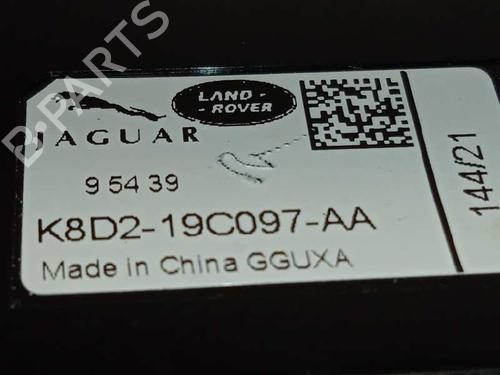 B-PARTS
LAND-
-ROVER
JAGUAR
9 54 39
K8D2-19C097-AA
Made in China GGUXA
144/21